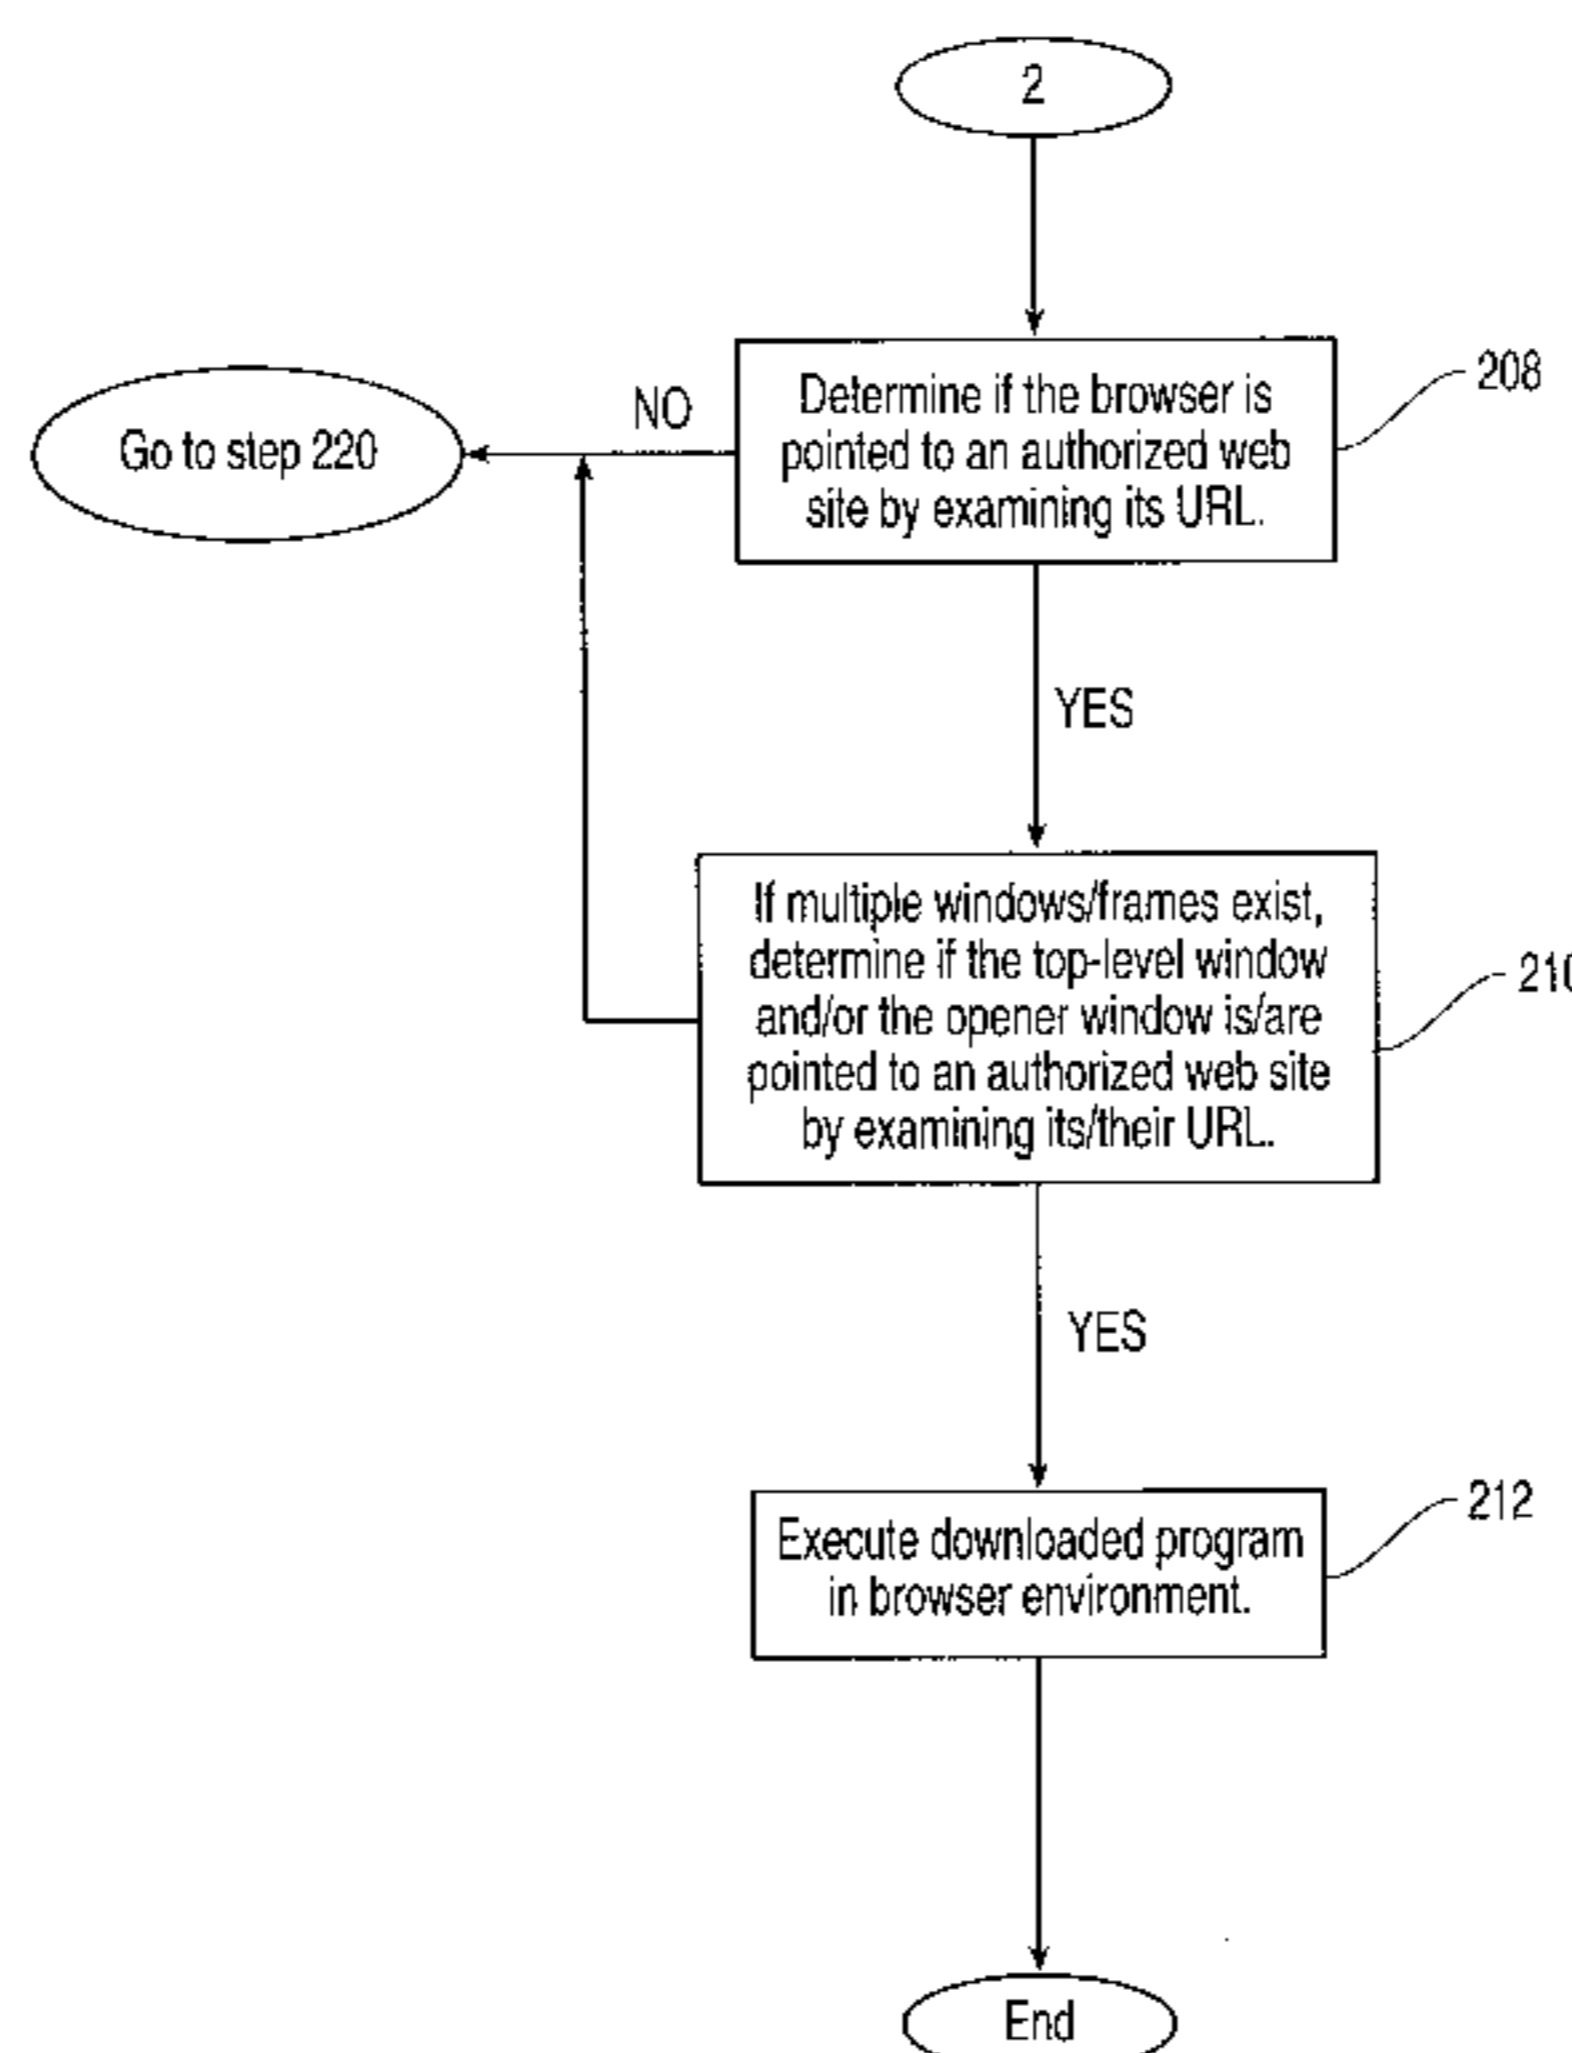 2
Determine if the browser is
pointed to an authorized web
site by examining its URL.
208
NO
Go to step 220
YES
If multiple windows/frames exist,
determine if the top-level window
and/or the opener window is/are
pointed to an authorized web site
by examining its/their URL.
210
YES
Execute downloaded program
in browser environment.
212
End